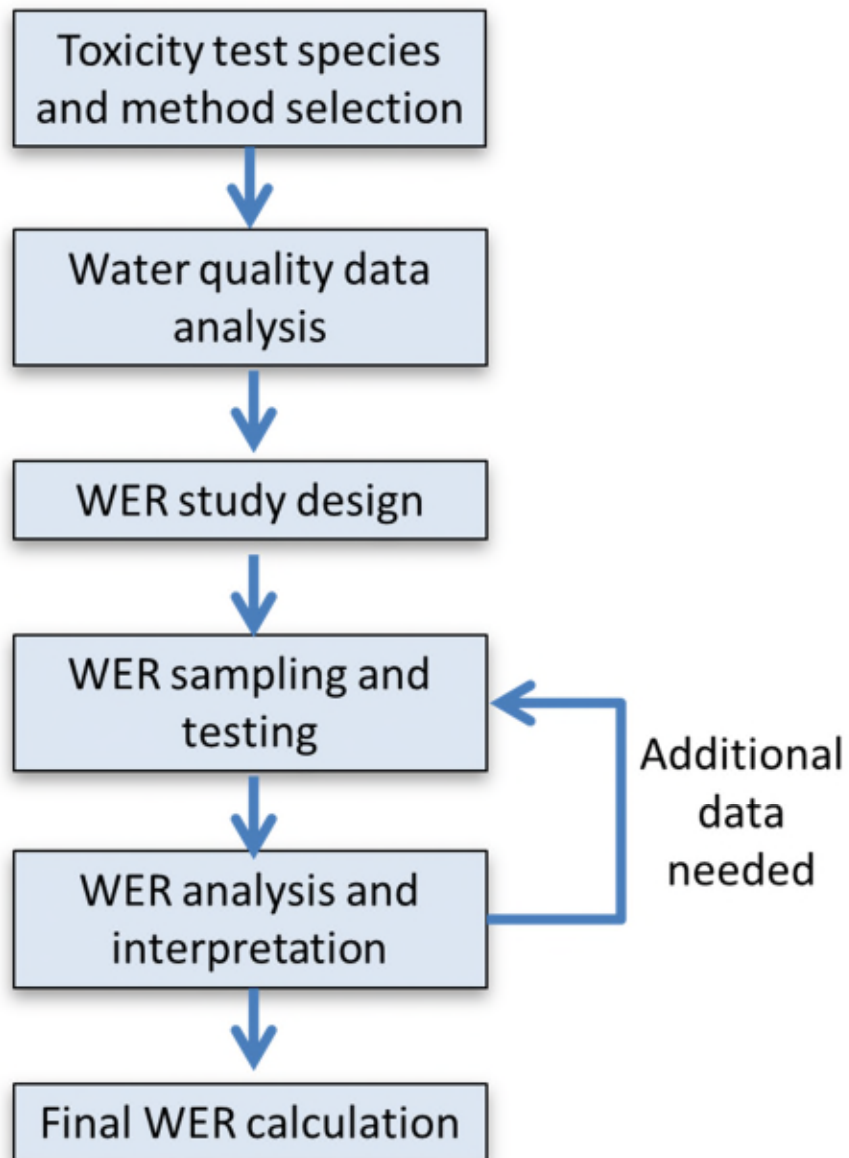 Toxicity test species
and method selection
Water quality data
analysis
WER study design
WER sampling and
testing
Additional
data
needed
WER analysis and
interpretation
Final WER calculation